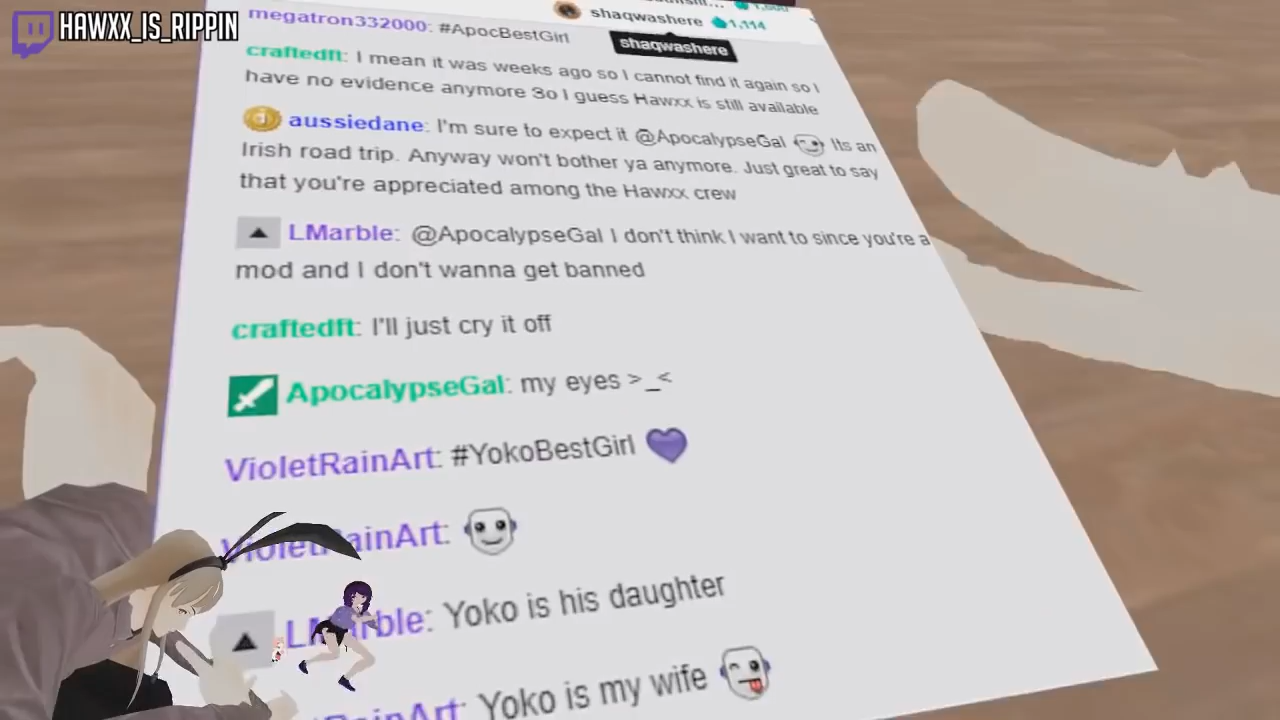 HAWXX_IS_RIPPIN
shaqwashere 1,114
shaqwashere
megatron332000: #ApocBestGirl
craftedft: I mean it was weeks ago so I cannot find it again so I
have no evidence anymore So I guess Hawxx is still available
aussiedane: I'm sure to expect it @ApocalypseGal Its an
Irish road trip. Anyway won't bother ya anymore. Just great to say
that you're appreciated among the Hawxx crew
LMarble: @ApocalypseGal I don't think I want to since you're a
mod and I don't wanna get banned
craftedft: I'll just cry it off
ApocalypseGal: my eyes >_<
VioletRainArt: #YokoBestGirl
VioletRainArt:
LMarble: Yoko is his daughter
VioletRainArt: Yoko is my wife